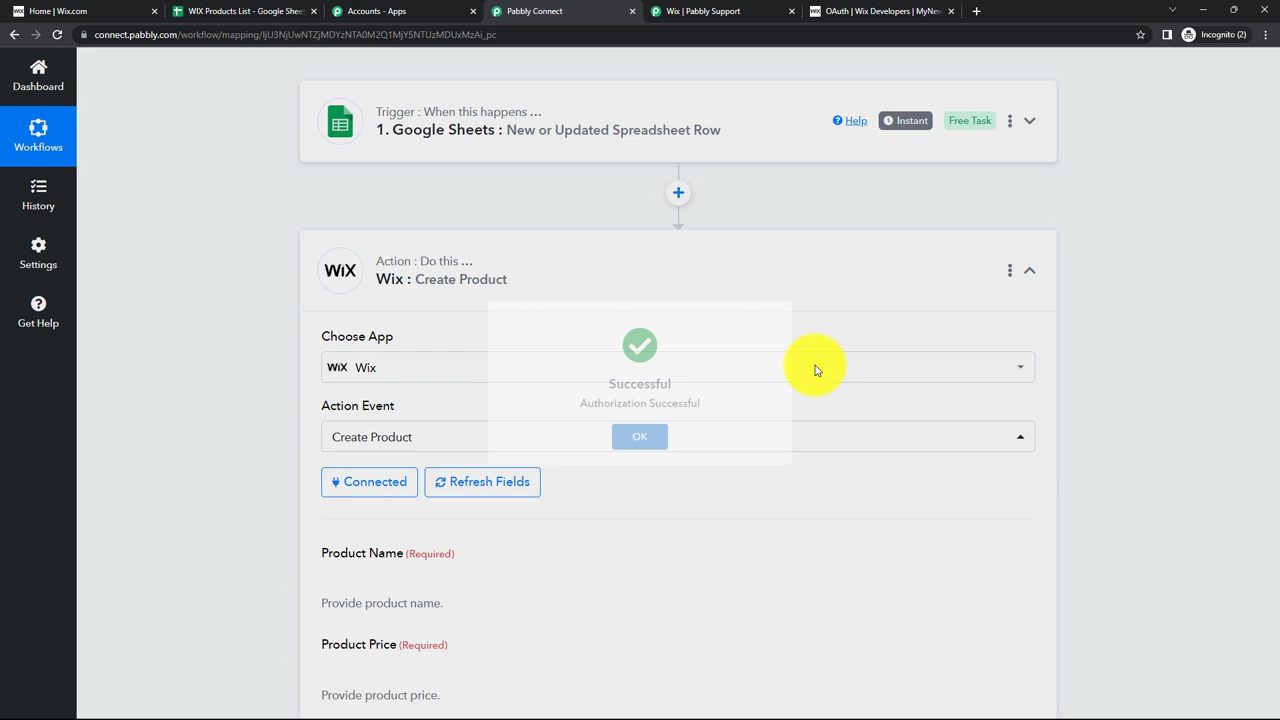 WiX Home | Wix.com
WIX Products List - Google Shee
Accounts - Apps
Pabbly Connect
Wix | Pabbly Support
WiX OAuth | Wix Developers | MyNew
connect.pabbly.com/workflow/mapping/IjU3NjUwNTZjMDYzNTA0M2Q1MjY5NTUzMDUxMzAi_pc
Incognito (2)
Dashboard
Workflows
History
Settings
Get Help
Trigger : When this happens ...
1. Google Sheets : New or Updated Spreadsheet Row
Help
Instant
Free Task
WiX
Action : Do this ...
Wix : Create Product
Choose App
WiX Wix
Action Event
Create Product
Successful
Authorization Successful
OK
Connected
Refresh Fields
Product Name (Required)
Provide product name.
Product Price (Required)
Provide product price.